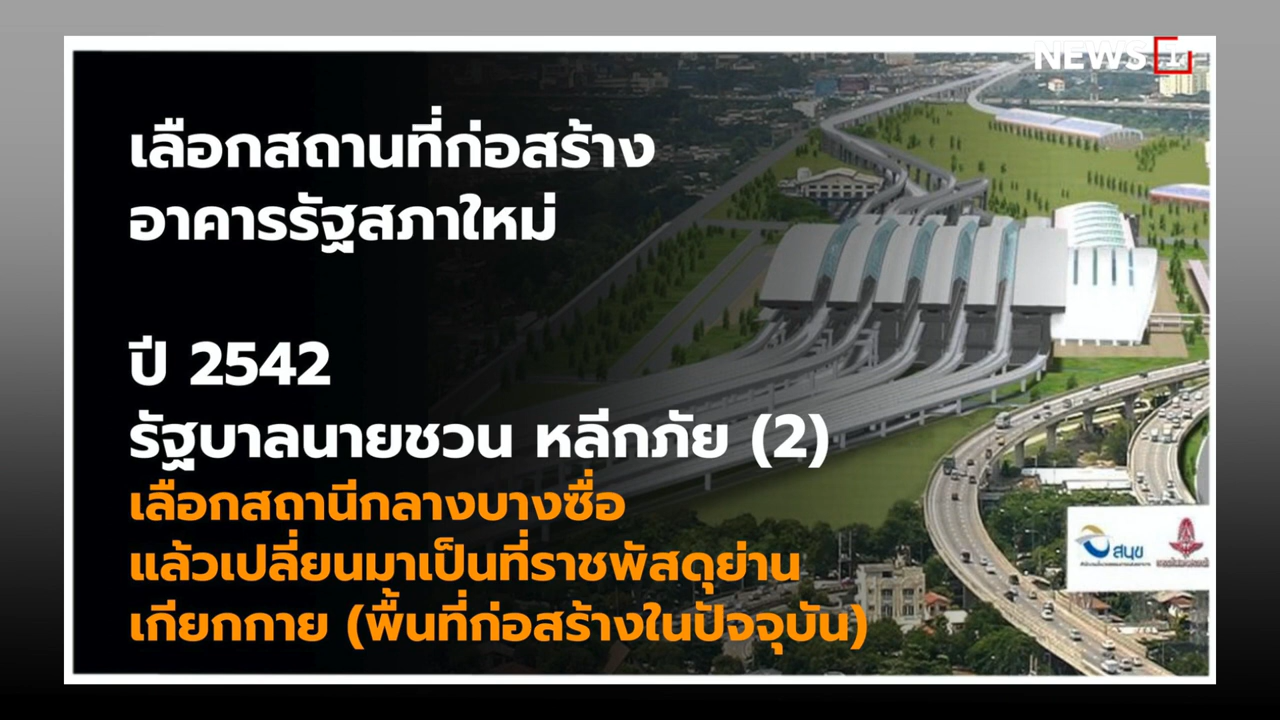 NEWS 1
เลือกสถานที่ก่อสร้าง
อาคารรัฐสภาใหม่
ปี 2542
รัฐบาลนายชวน หลีกภัย (2)
เลือกสถานีกลางบางซื่อ
แล้วเปลี่ยนมาเป็นที่ราชพัสดุย่าน
เกียกกาย (พื้นที่ก่อสร้างในปัจจุบัน)
สนข